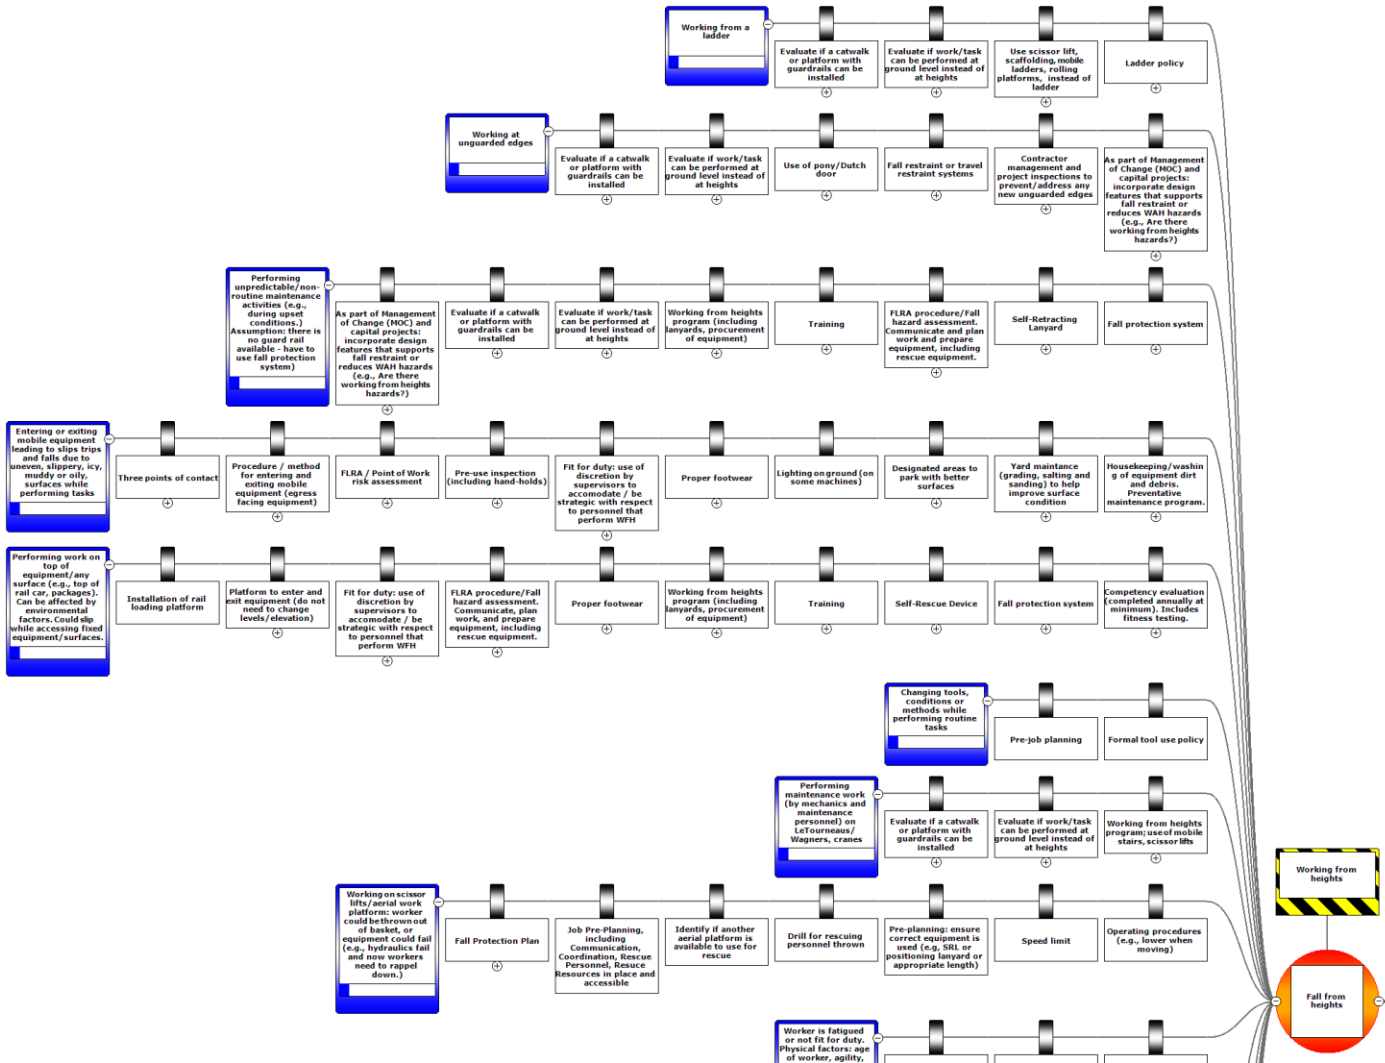 Working from a
ladder
Evaluate if a catwalk
or platform with
guardrails can be
installed
Evaluate if work/task
can be performed at
ground level instead of
at heights
Use scissor lift,
scaffolding, mobile
ladders, rolling
platforms, instead of
ladder
Ladder policy
Working at
unguarded edges
Evaluate if a catwalk
or platform with
guardrails can be
installed
Evaluate if work/task
can be performed at
ground level instead of
at heights
Use of pony/Dutch
door
Fall restraint or travel
restraint systems
Contractor
management and
project inspections to
prevent/address any
new unguarded edges
As part of Management
of Change (MOC) and
capital projects:
incorporate design
features that supports
fall restraint or
reduces WAH hazards
(e.g., Are there
working from heights
hazards?)
Performing
unpredictable/non-
routine maintenance
activities (e.g.,
during upset
conditions.)
Assumption: there is
no guard rail
available - have to
use fall protection
system)
As part of Management
of Change (MOC) and
capital projects:
incorporate design
features that supports
fall restraint or
reduces WAH hazards
(e.g., Are there
working from heights
hazards?)
Evaluate if a catwalk
or platform with
guardrails can be
installed
Evaluate if work/task
can be performed at
ground level instead of
at heights
Working from heights
program (including
lanyards, procurement
of equipment)
Training
FLRA procedure/Fall
hazard assessment.
Communicate and plan
work and prepare
equipment, including
rescue equipment.
Self-Retracting
Lanyard
Fall protection system
Entering or exiting
mobile equipment
leading to slips trips
and falls due to
uneven, slippery, icy,
muddy or oily,
surfaces while
performing tasks
Three points of contact
Procedure / method
for entering and
exiting mobile
equipment (egress
facing equipment)
FLRA / Point of Work
risk assessment
Pre-use inspection
(including hand-holds)
Fit for duty: use of
discretion by
supervisors to
accomodate / be
strategic with respect
to personnel that
perform WFH
Proper footwear
Lighting on ground (on
some machines)
Designated areas to
park with better
surfaces
Yard maintance
(grading, salting and
sanding) to help
improve surface
condition
Housekeeping/washin
g of equipment dirt
and debris.
Preventative
maintenance program.
Performing work on
top of
equipment/any
surface (e.g., top of
rail car, packages).
Can be affected by
environmental
factors. Could slip
while accessing fixed
equipment/surfaces.
Installation of rail
loading platform
Platform to enter and
exit equipment (do not
need to change
levels/elevation)
Fit for duty: use of
discretion by
supervisors to
accomodate / be
strategic with respect
to personnel that
perform WFH
FLRA procedure/Fall
hazard assessment.
Communicate, plan
work, and prepare
equipment, including
rescue equipment.
Proper footwear
Working from heights
program (including
lanyards, procurement
of equipment)
Training
Self-Rescue Device
Fall protection system
Competency evaluation
(completed annually at
minimum). Includes
fitness testing.
Changing tools,
conditions or
methods while
performing routine
tasks
Pre-job planning
Formal tool use policy
Performing
maintenance work
(by mechanics and
maintenance
personnel) on
LeTourneaus/
Wagners, cranes
Evaluate if a catwalk
or platform with
guardrails can be
installed
Evaluate if work/task
can be performed at
ground level instead of
at heights
Working from heights
program; use of mobile
stairs, scissor lifts
Working from
heights
Working on scissor
lifts/aerial work
platform: worker
could be thrown out
of basket, or
equipment could fail
(e.g., hydraulics fail
and now workers
need to rappel
down.)
Fall Protection Plan
Job Pre-Planning,
including
Communication,
Coordination, Rescue
Personnel, Resuce
Resources in place and
accessible
Identify if another
aerial platform is
available to use for
rescue
Drill for rescuing
personnel thrown
Pre-planning: ensure
correct equipment is
used (e.g, SRL or
positioning lanyard or
appropriate length)
Speed limit
Operating procedures
(e.g., lower when
moving)
Fall from
heights
Worker is fatigued
or not fit for duty.
Physical factors: age
of worker, agility,